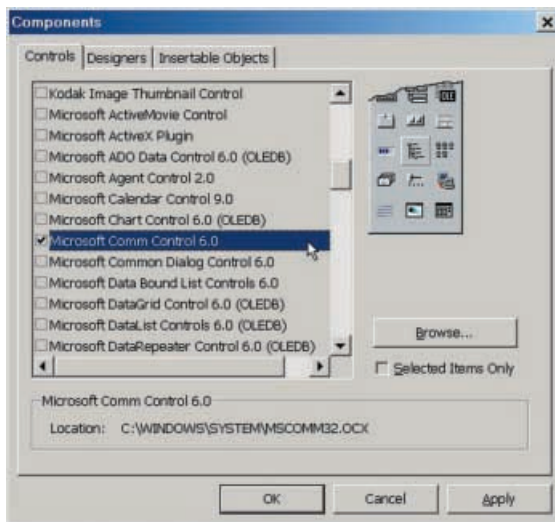 Components
Controls Designers Insertable Objects
Kodak Image Thumbnail Control
Microsoft ActiveMovie Control
Microsoft ActiveX Plugin
Microsoft ADO Data Control 6.0 (OLEDB)
Microsoft Agent Control 2.0
Microsoft Calendar Control 9.0
Microsoft Chart Control 6.0 (OLEDB)
Microsoft Comm Control 6.0
Microsoft Common Dialog Control 6.0
Microsoft Data Bound List Controls 6.0
Microsoft DataGrid Control 6.0 (OLEDB)
Microsoft DataList Controls 6.0 (OLEDB)
Microsoft DataRepeater Control 6.0 (OLEDB)
OLE
Browse...
Selected Items Only
Microsoft Comm Control 6.0
Location: C:\WINDOWS\SYSTEM\MSCOMM32.OCX
OK Cancel Apply